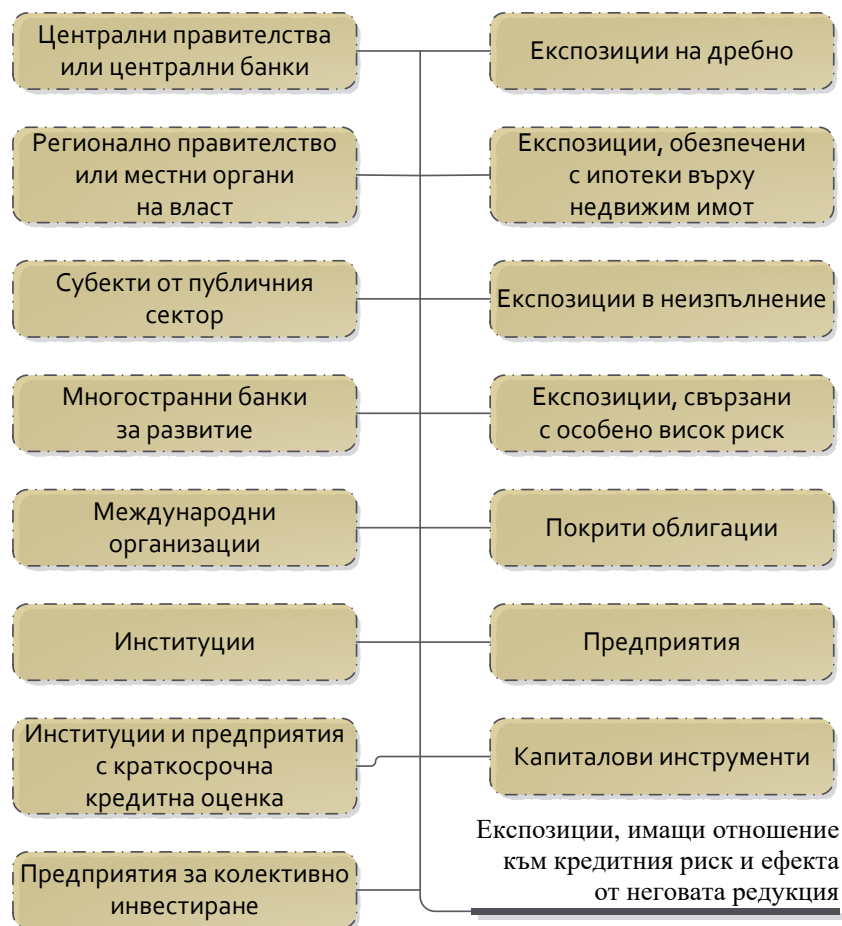 Централни правителства
или централни банки
Експозиции на дребно
Регионално правителство
или местни органи
на власт
Експозиции, обезпечени
с ипотеки върху
недвижим имот
Субекти от публичния
сектор
Експозиции в неизпълнение
Многостранни банки
за развитие
Експозиции, свързани
с особено висок риск
Международни
организации
Покрити облигации
Институции
Предприятия
Институции и предприятия
с краткосрочна
кредитна оценка
Капиталови инструменти
Предприятия за колективно
инвестиране
Експозиции, имащи отношение
към кредитния риск и ефекта
от неговата редукция